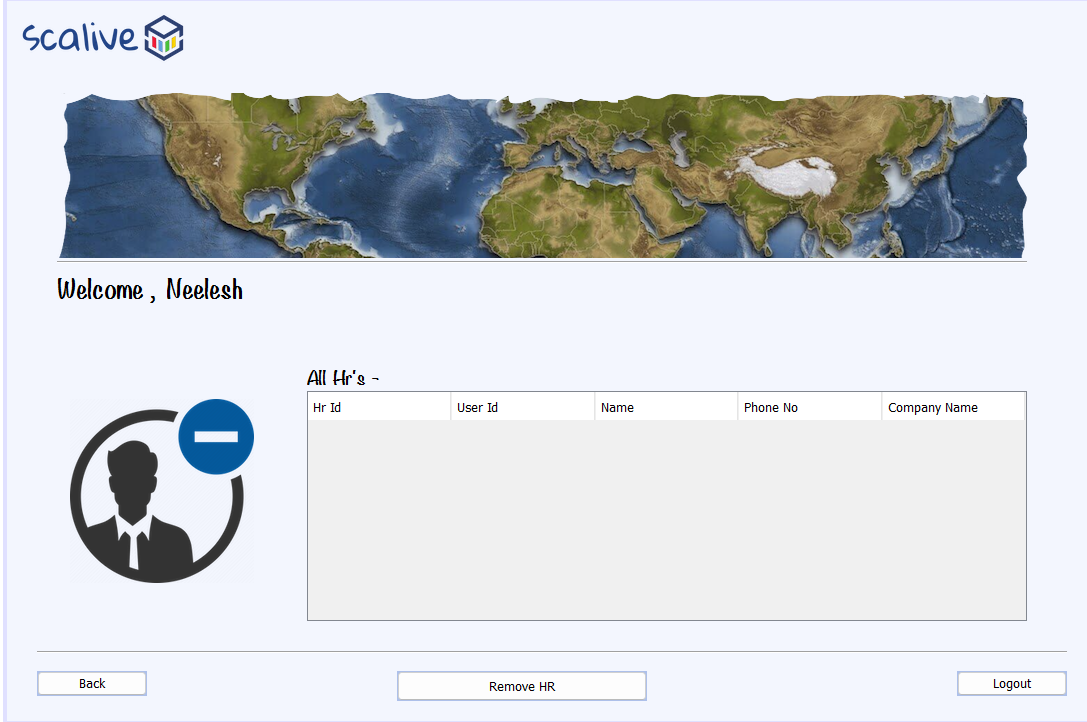 scalive
Welcome , Neelesh
All Hr's -
Hr Id User Id Name Phone No Company Name
Back Remove HR Logout